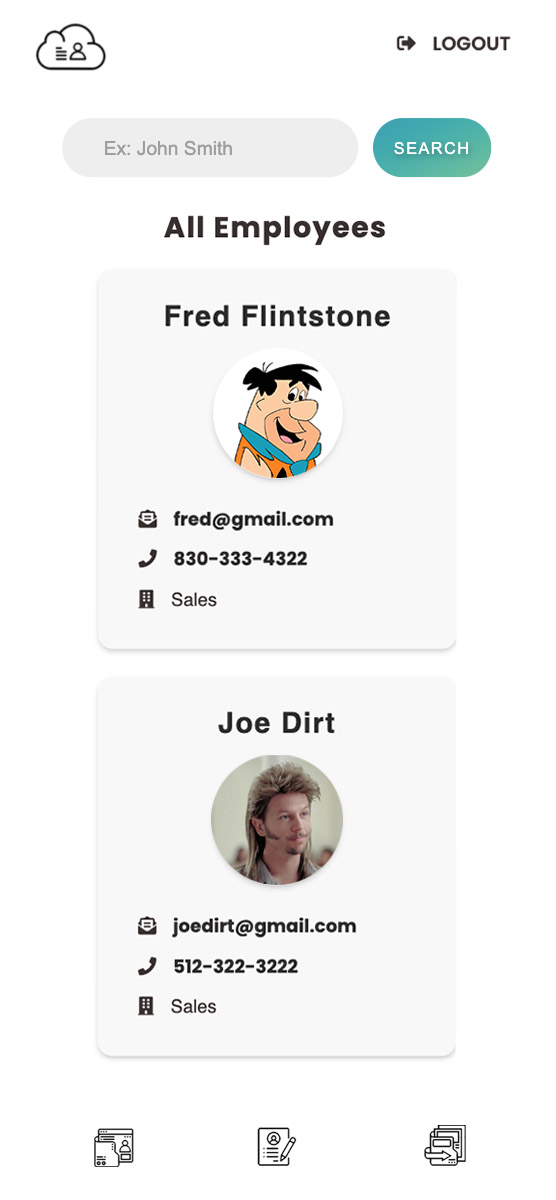 LOGOUT
Ex: John Smith
SEARCH
All Employees
Fred Flintstone
fred@gmail.com
830-333-4322
Sales
Joe Dirt
joedirt@gmail.com
512-322-3222
Sales